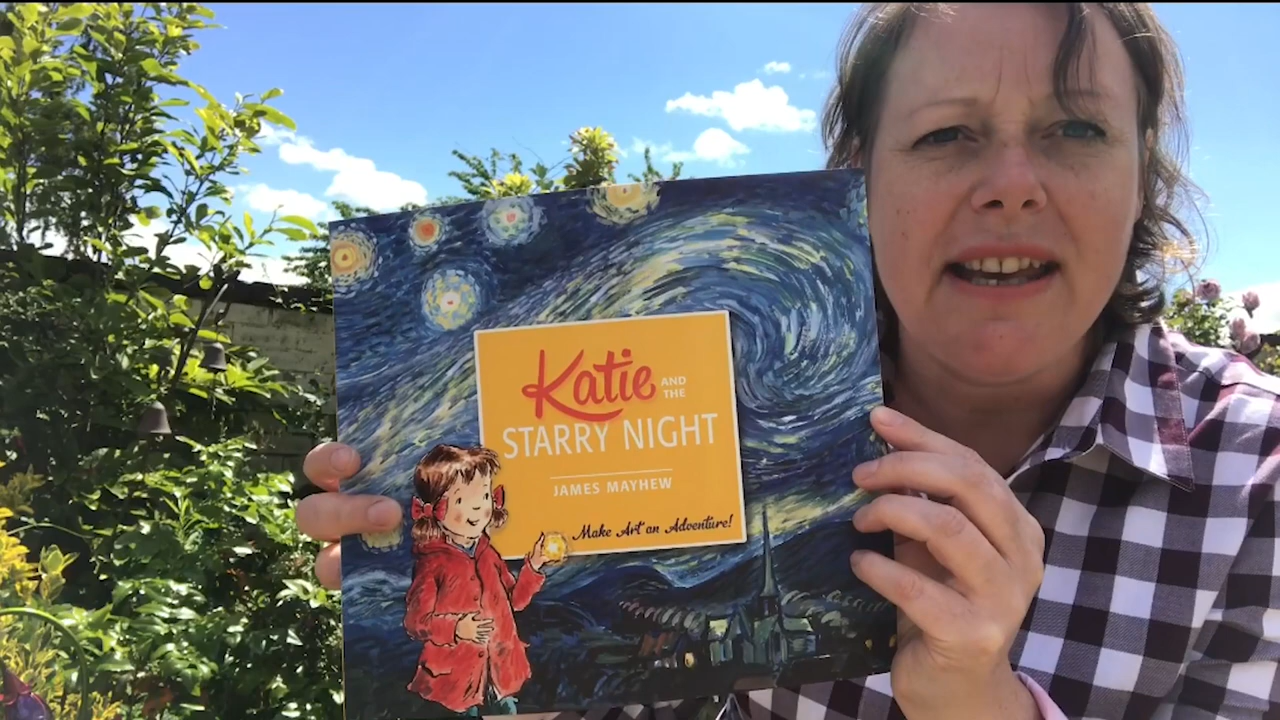 Katie AND
THE
STARRY NIGHT
JAMES MAYHEW
Make Art an Adventure!